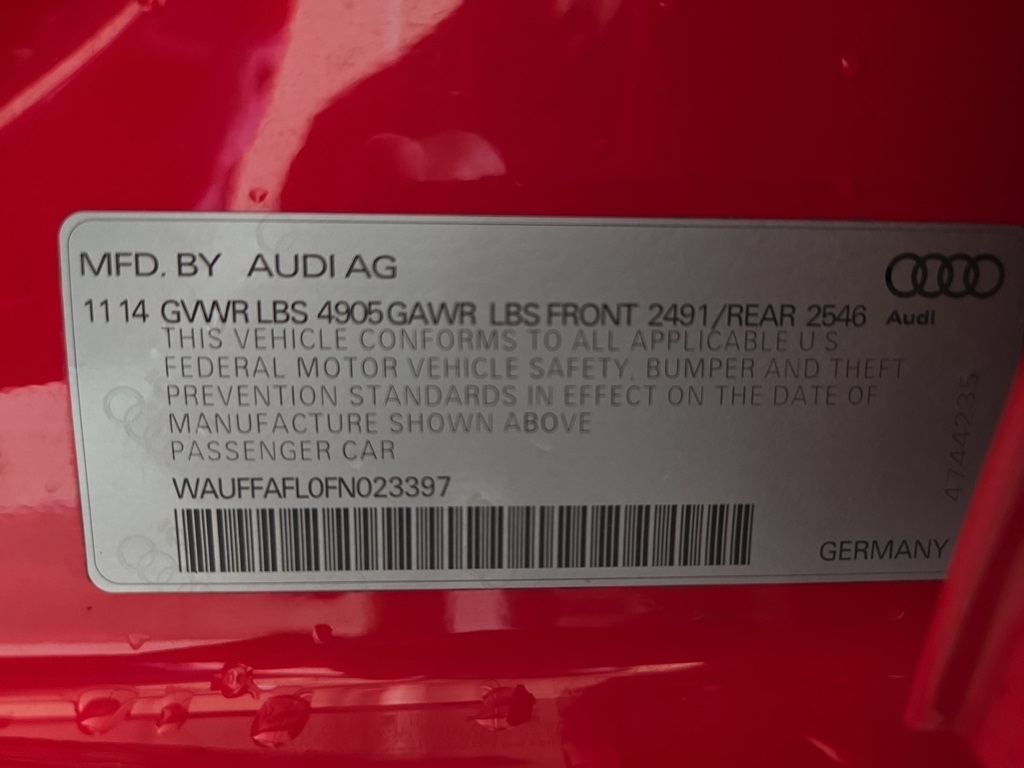 MFD. BY AUDI AG
11 14 GVWR LBS 4905 GAWR LBS FRONT 2491/REAR 2546
Audi
THIS VEHICLE CONFORMS TO ALL APPLICABLE U S
FEDERAL MOTOR VEHICLE SAFETY, BUMPER AND THEFT
PREVENTION STANDARDS IN EFFECT ON THE DATE OF
MANUFACTURE SHOWN ABOVE
PASSENGER CAR
WAUFFAFL0FN023397
GERMANY
4744235